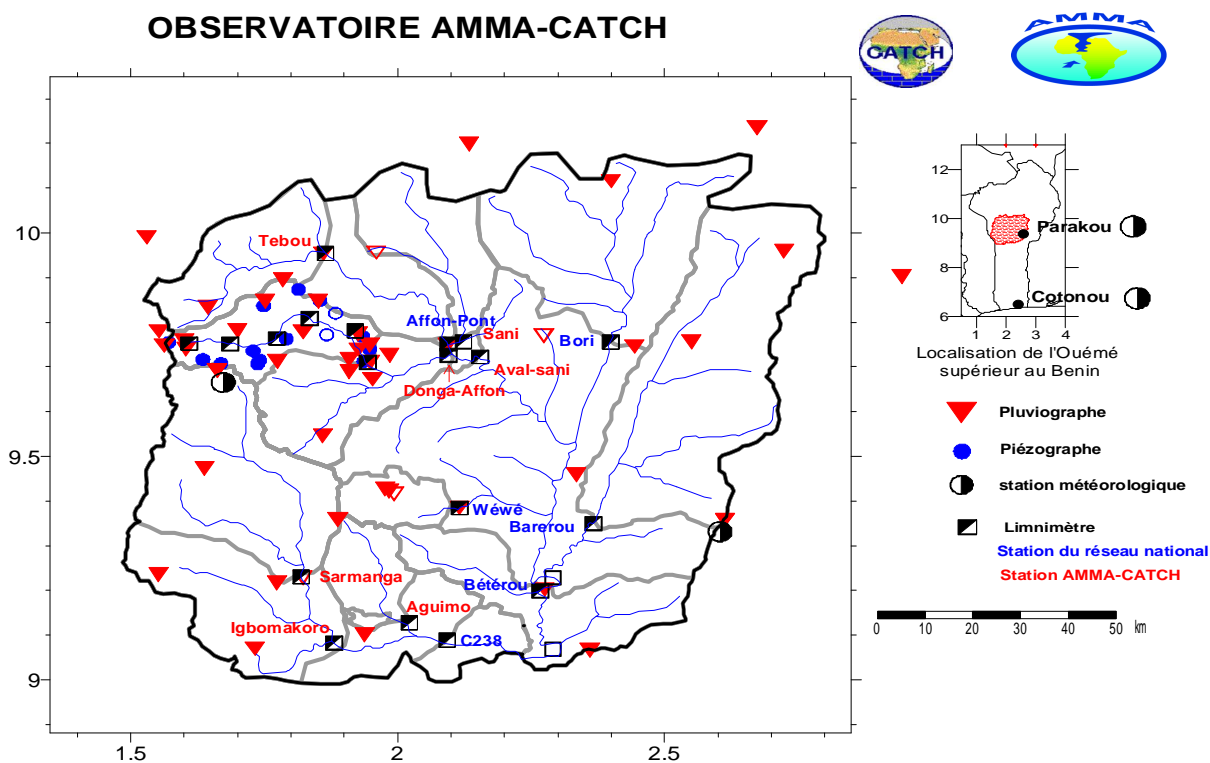 OBSERVATOIRE AMMA-CATCH
CATCH
AMMA
10
9.5
9
1.5
2
2.5
Tebou
Affon-Pont
Sani
Bori
Aval-sani
Donga-Affon
Wéwé
Barerou
Sarmanga
Bétérou
Aguimo
Igbomakoro
C238
12
10
8
6
1 2 3 4
Parakou
Cotonou
Localisation de l'Ouémé
supérieur au Benin
Pluviographe
Piézographe
station météorologique
Limnimètre
Station du réseau national
Station AMMA-CATCH
0 10 20 30 40 50 km